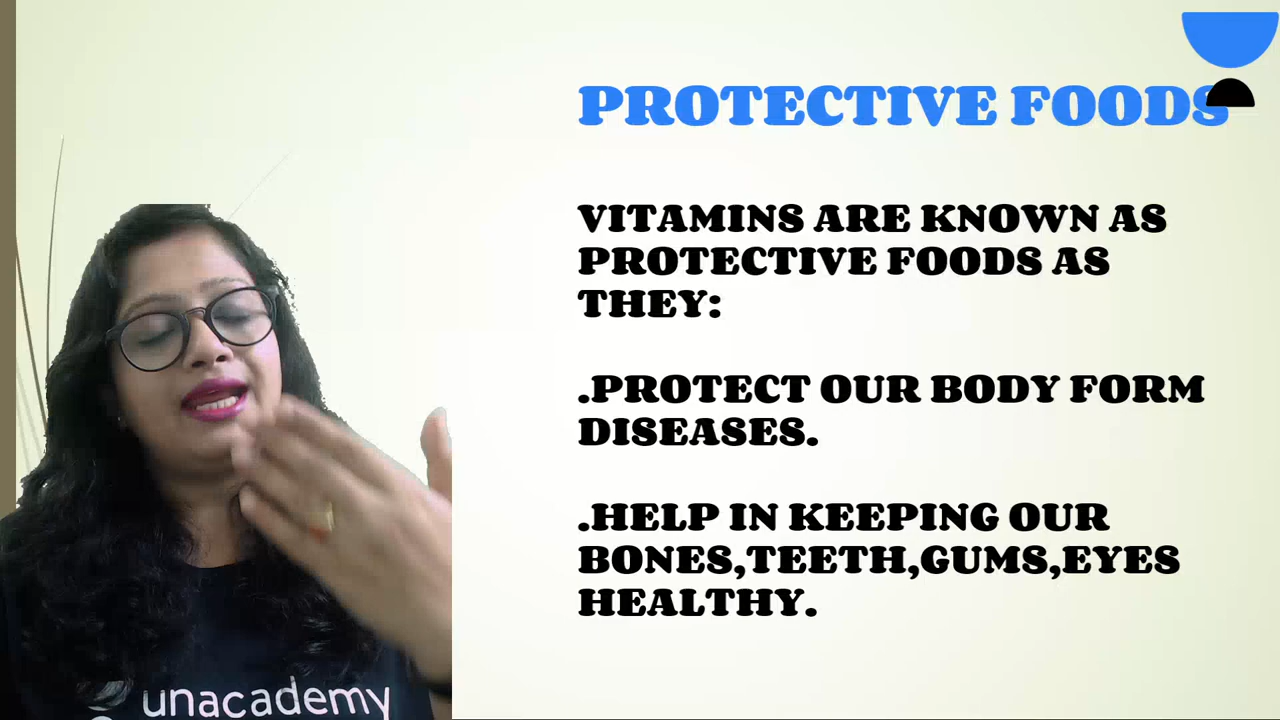 PROTECTIVE FOODS
VITAMINS ARE KNOWN AS
PROTECTIVE FOODS AS
THEY:
.PROTECT OUR BODY FORM
DISEASES.
.HELP IN KEEPING OUR
BONES,TEETH,GUMS,EYES
HEALTHY.
unacademy